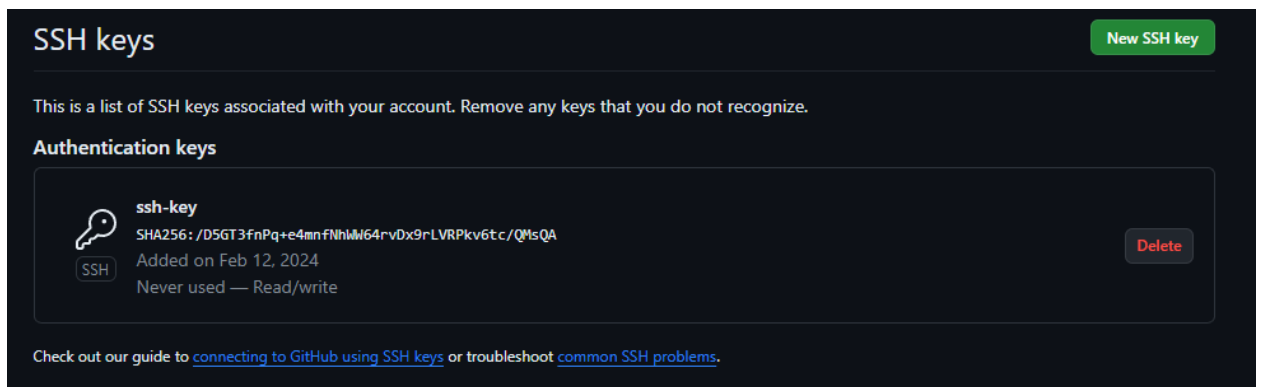 SSH keys
New SSH key
This is a list of SSH keys associated with your account. Remove any keys that you do not recognize.
Authentication keys
ssh-key
SHA256:/D5GT3fnPq+e4mnfNhWW64rvDx9rLVRPkv6tc/QMsQA
SSH
Added on Feb 12, 2024
Never used — Read/write
Delete
Check out our guide to connecting to GitHub using SSH keys or troubleshoot common SSH problems.